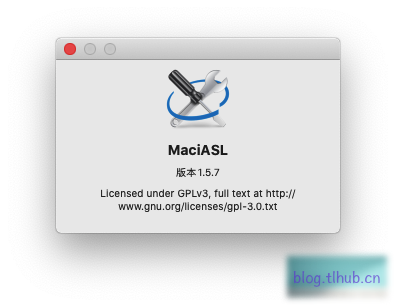 MaciASL
版本1.5.7
Licensed under GPLv3, full text at http://
www.gnu.org/licenses/gpl-3.0.txt
blog.tlhub.cn